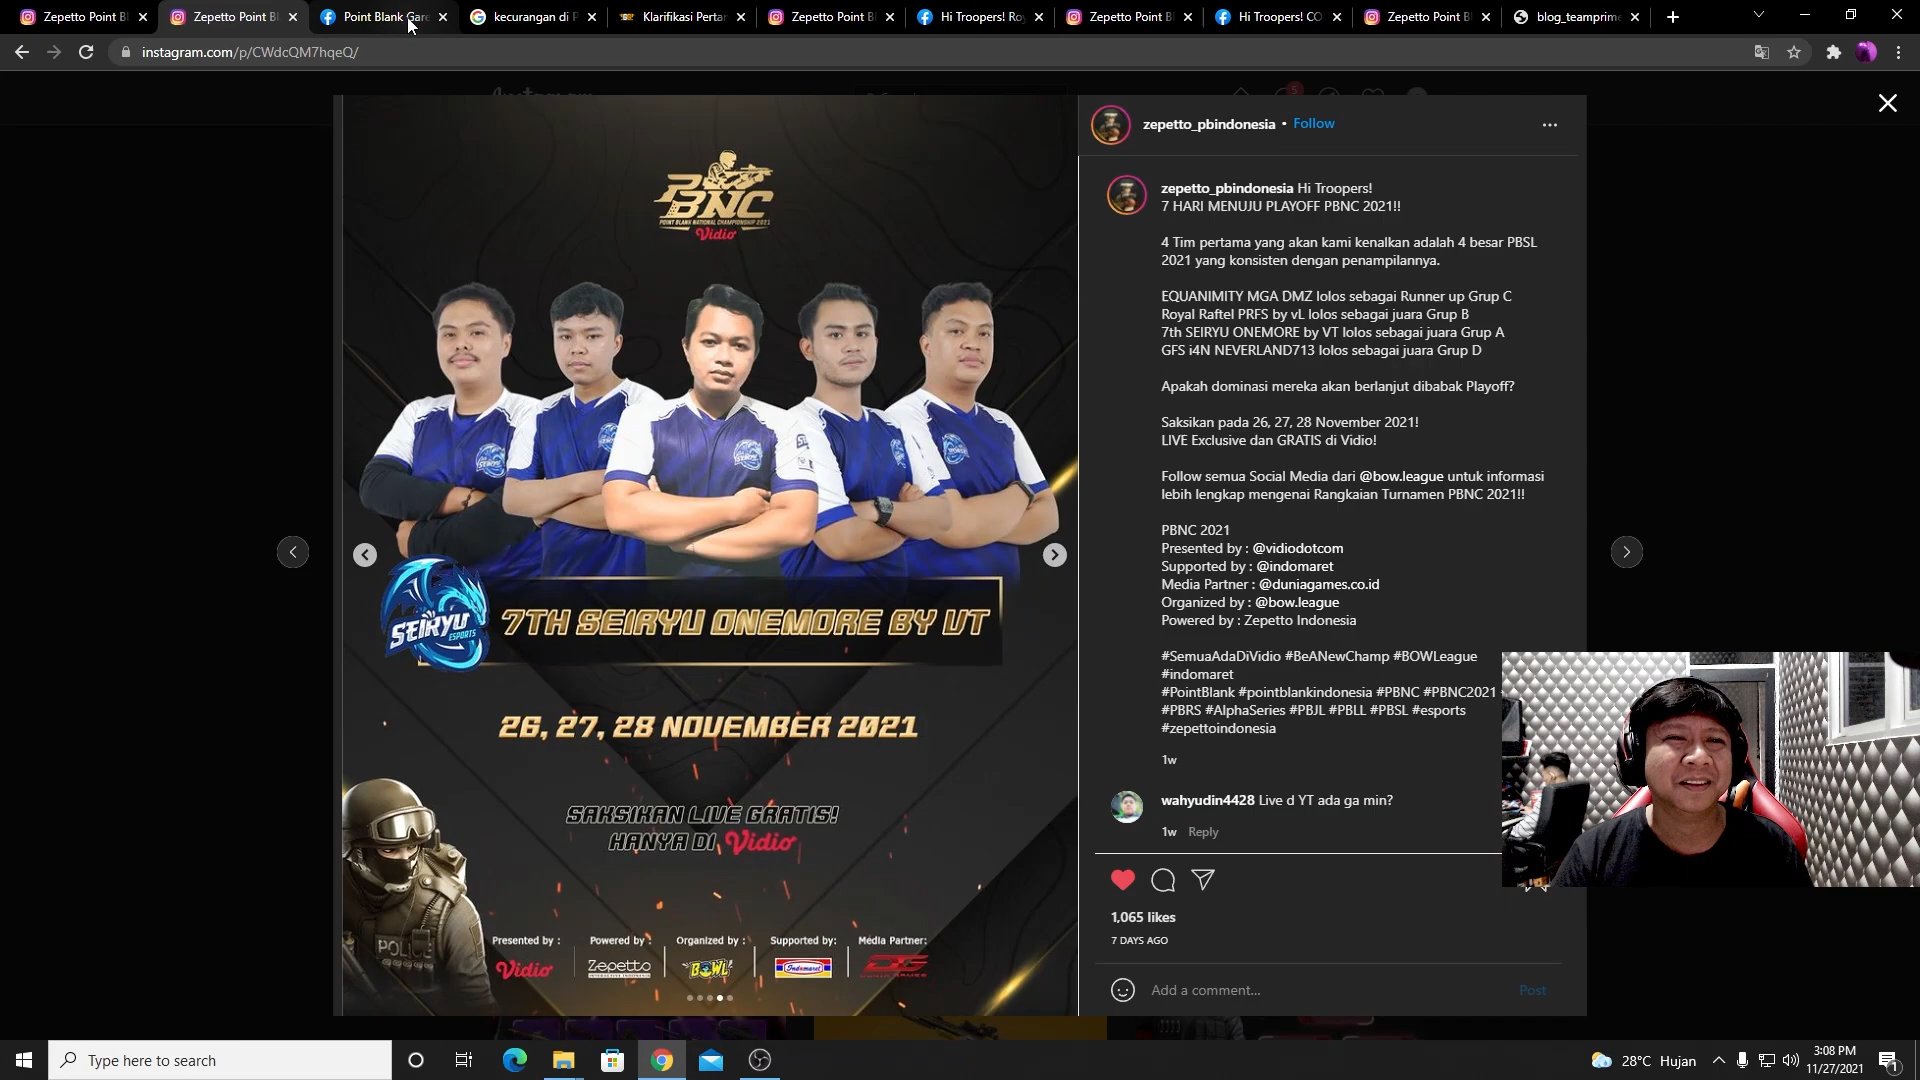 Zepetto Point Bl
Zepetto Point Bl
Point Blank Gare
kecurangan di P
Klarifikasi Pertar
Zepetto Point Bl
Hi Troopers! Ro
Zepetto Point Bl
Hi Troopers! CO
Zepetto Point Bl
blog_teamprime
instagram.com/p/CWdcQM7hqeQ/
5
PBNC
POINT BLANK NATIONAL CHAMPIONSHIP 2021
Vidio
SEIRYU
ESPORTS
7TH SEIRYU ONEMORE BY VT
26, 27, 28 NOVEMBER 2021
SAKSIKAN LIVE GRATIS!
HANYA DI Vidio
POLICE
Presented by : Powered by : Organized by : Supported by: Media Partner:
Vidio Zepetto BOWL! Indomaret DG
zepetto_pbindonesia • Follow
zepetto_pbindonesia Hi Troopers!
7 HARI MENUJU PLAYOFF PBNC 2021!!
4 Tim pertama yang akan kami kenalkan adalah 4 besar PBSL
2021 yang konsisten dengan penampilannya.
EQUANIMITY MGA DMZ lolos sebagai Runner up Grup C
Royal Raftel PRFS by vL lolos sebagai juara Grup B
7th SEIRYU ONEMORE by VT lolos sebagai juara Grup A
GFS i4N NEVERLAND713 lolos sebagai juara Grup D
Apakah dominasi mereka akan berlanjut dibabak Playoff?
Saksikan pada 26, 27, 28 November 2021!
LIVE Exclusive dan GRATIS di Vidio!
Follow semua Social Media dari @bow.league untuk informasi
lebih lengkap mengenai Rangkaian Turnamen PBNC 2021!!
PBNC 2021
Presented by : @vidiodotcom
Supported by : @indomaret
Media Partner : @duniagames.co.id
Organized by : @bow.league
Powered by : Zepetto Indonesia
#SemuaAdaDiVidio #BeANewChamp #BOWLeague
#indomaret
#PointBlank #pointblankindonesia #PBNC #PBNC2021
#PBRS #AlphaSeries #PBJL #PBLL #PBSL #esports
#zepettoindonesia
1w
wahyudin4428 Live d YT ada ga min?
1w Reply
1,065 likes
7 DAYS AGO
Add a comment...
Post
Type here to search
28°C Hujan
3:08 PM
11/27/2021
1